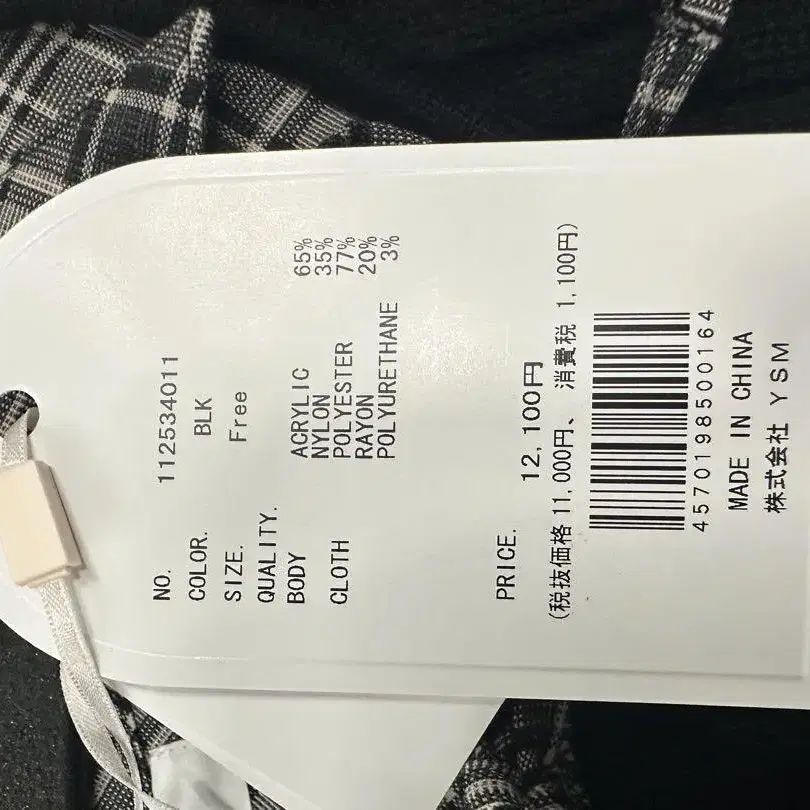 NO. 112534011
COLOR. BLK
SIZE. Free
QUALITY.
BODY ACRYLIC 65%
NYLON 35%
CLOTH POLYESTER 77%
RAYON 20%
POLYURETHANE 3%
PRICE. 12,100円
(税抜価格 11,000円、 消費税 1,100円)
4570198500164
MADE IN CHINA
株式会社 YSM